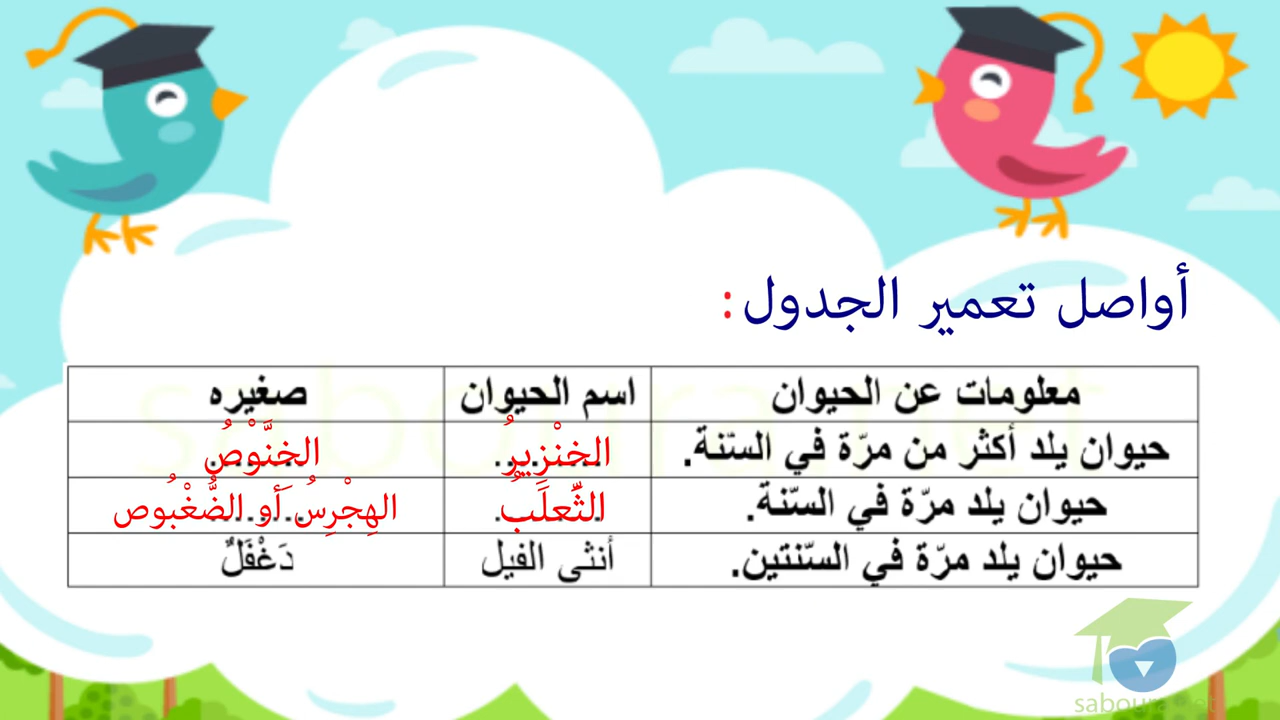 أواصل تعمير الجدول :
معلومات عن الحيوان اسم الحيوان صغيره
حيوان يلد أكثر من مرّة في السّنة. الخنْزيرُ الخِنَّوْصُ
حيوان يلد مرّة في السّنة. الثّعلَبُ الهِجْرِسُ أو الضُّغْبُوص
حيوان يلد مرّة في السّنتين. أنثى الفيل دَغْفَلٌ